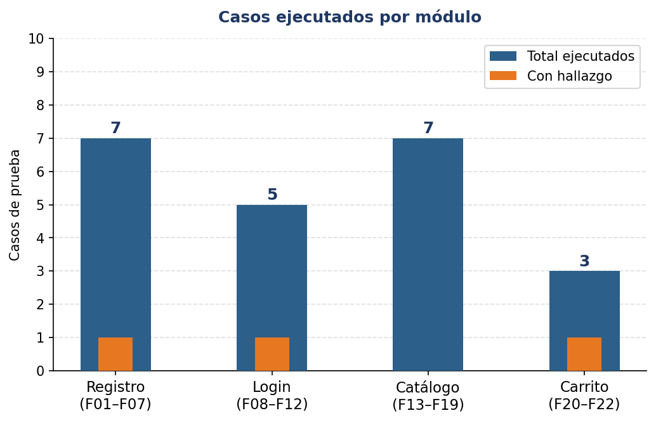 Casos ejecutados por módulo
Total ejecutados
Con hallazgo
Casos de prueba
10
9
8
7
6
5
4
3
2
1
0
7
5
7
3
Registro
(F01–F07)
Login
(F08–F12)
Catálogo
(F13–F19)
Carrito
(F20–F22)